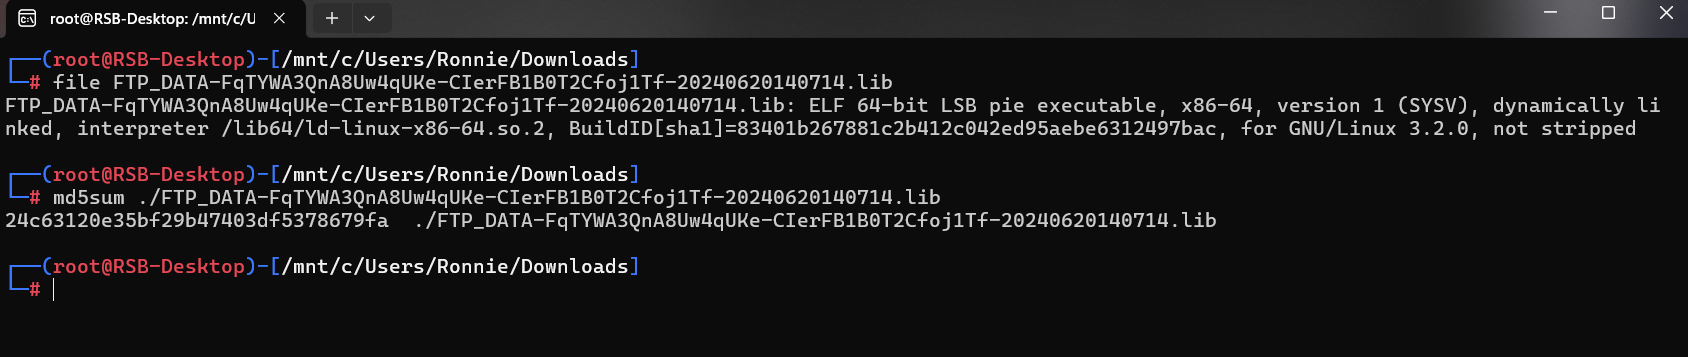 root@RSB-Desktop: /mnt/c/U
┌──(root@RSB-Desktop)-[/mnt/c/Users/Ronnie/Downloads]
└─# file FTP_DATA-FqTYWA3QnA8Uw4qUKe-CIerFB1B0T2Cfoj1Tf-20240620140714.lib
FTP_DATA-FqTYWA3QnA8Uw4qUKe-CIerFB1B0T2Cfoj1Tf-20240620140714.lib: ELF 64-bit LSB pie executable, x86-64, version 1 (SYSV), dynamically li
nked, interpreter /lib64/ld-linux-x86-64.so.2, BuildID[sha1]=83401b267881c2b412c042ed95aebe6312497bac, for GNU/Linux 3.2.0, not stripped
┌──(root@RSB-Desktop)-[/mnt/c/Users/Ronnie/Downloads]
└─# md5sum ./FTP_DATA-FqTYWA3QnA8Uw4qUKe-CIerFB1B0T2Cfoj1Tf-20240620140714.lib
24c63120e35bf29b47403df5378679fa  ./FTP_DATA-FqTYWA3QnA8Uw4qUKe-CIerFB1B0T2Cfoj1Tf-20240620140714.lib
┌──(root@RSB-Desktop)-[/mnt/c/Users/Ronnie/Downloads]
└─#